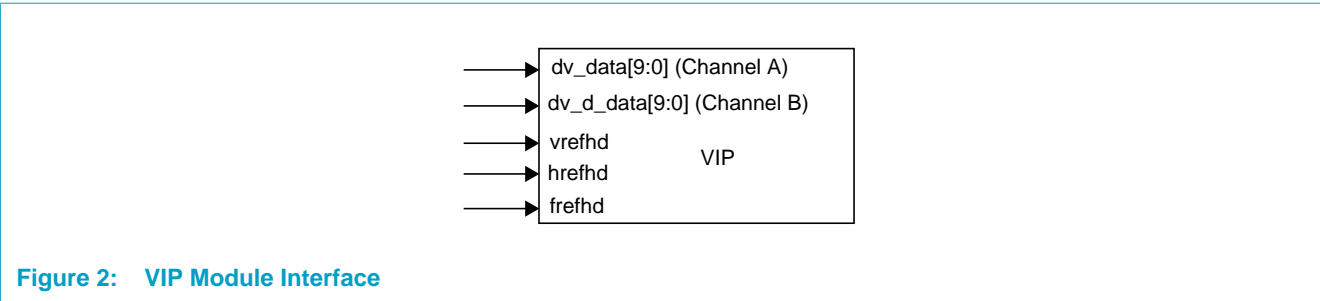 dv_data[9:0] (Channel A)
dv_d_data[9:0] (Channel B)
vrefhd
VIP
hrefhd
frefhd
Figure 2: VIP Module Interface